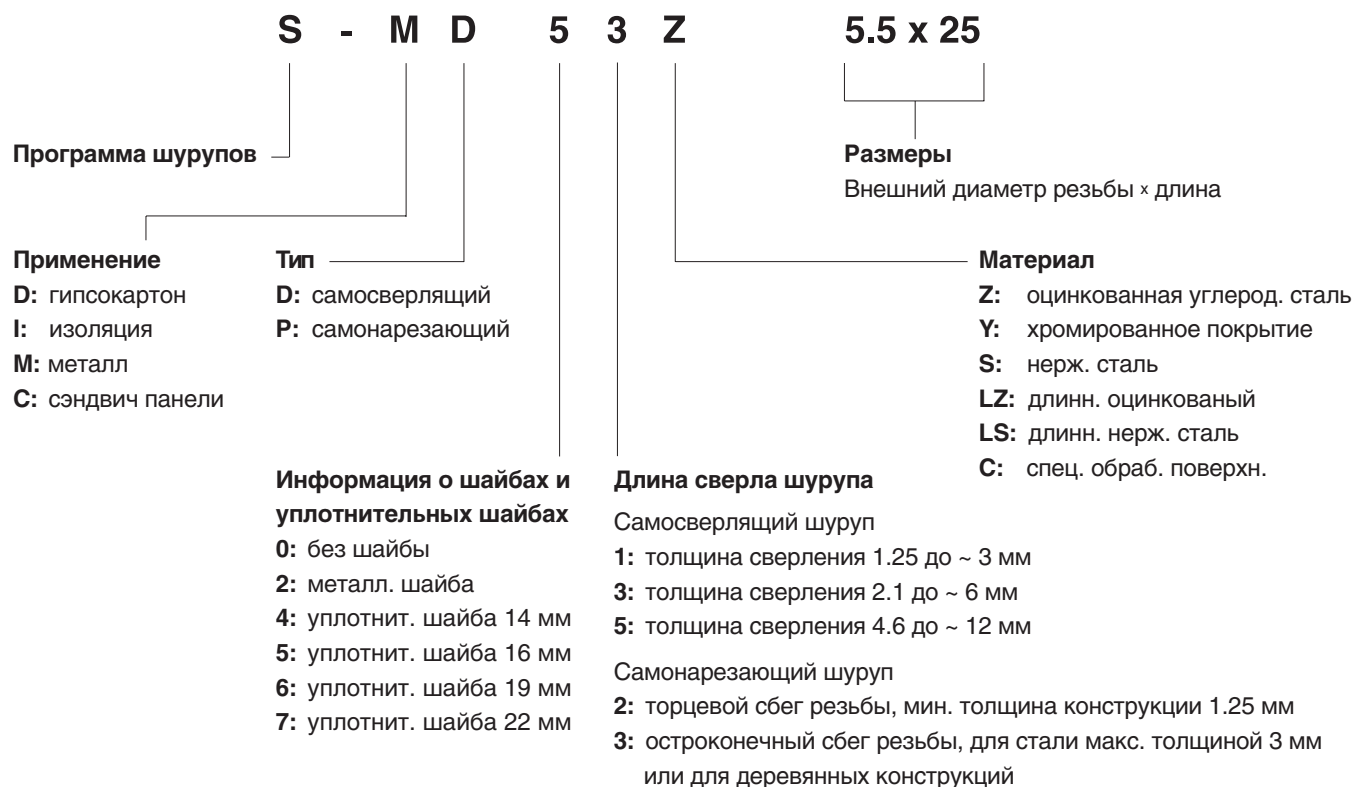 S - M D 5 3 Z 5.5 x 25
Программа шурупов
Размеры
Внешний диаметр резьбы x длина
Применение
D: гипсокартон
I: изоляция
M: металл
C: сэндвич панели
Тип
D: самосверлящий
P: самонарезающий
Материал
Z: оцинкованная углерод. сталь
Y: хромированное покрытие
S: нерж. сталь
LZ: длинн. оцинкованый
LS: длинн. нерж. сталь
C: спец. обраб. поверхн.
Информация о шайбах и
уплотнительных шайбах
0: без шайбы
2: металл. шайба
4: уплотнит. шайба 14 мм
5: уплотнит. шайба 16 мм
6: уплотнит. шайба 19 мм
7: уплотнит. шайба 22 мм
Длина сверла шурупа
Самосверлящий шуруп
1: толщина сверления 1.25 до ~ 3 мм
3: толщина сверления 2.1 до ~ 6 мм
5: толщина сверления 4.6 до ~ 12 мм
Самонарезающий шуруп
2: торцевой сбег резьбы, мин. толщина конструкции 1.25 мм
3: остроконечный сбег резьбы, для стали макс. толщиной 3 мм
или для деревянных конструкций